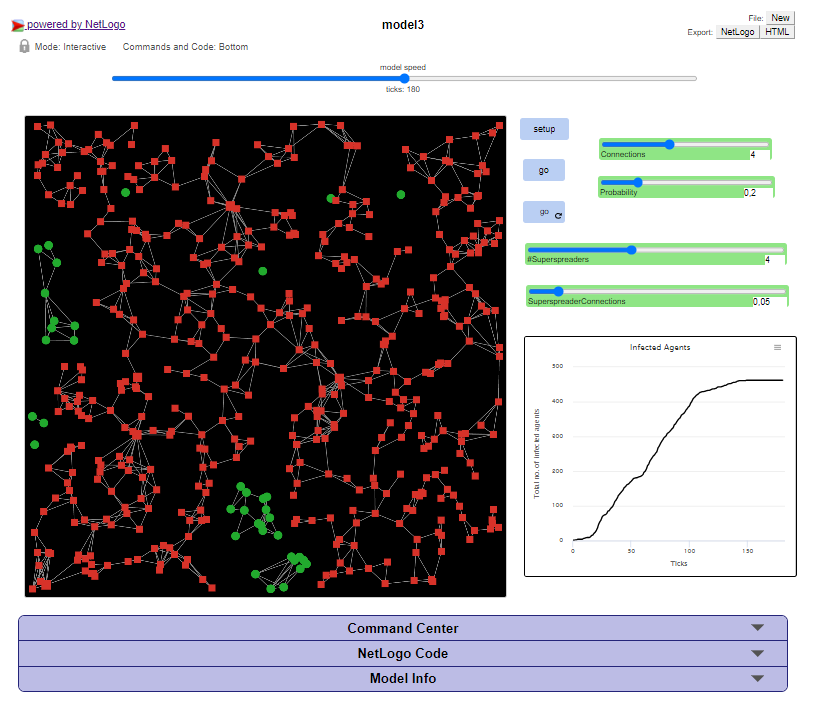 powered by NetLogo
model3
File: New
Export: NetLogo HTML
Mode: Interactive Commands and Code: Bottom
model speed
ticks: 180
setup
Connections 4
go
Probability 0,2
go
#Superspreaders 4
SuperspreaderConnections 0,05
Infected Agents
500
400
300
200
100
0
Total no. of infected agents
0 50 100 150
Ticks
Command Center
NetLogo Code
Model Info